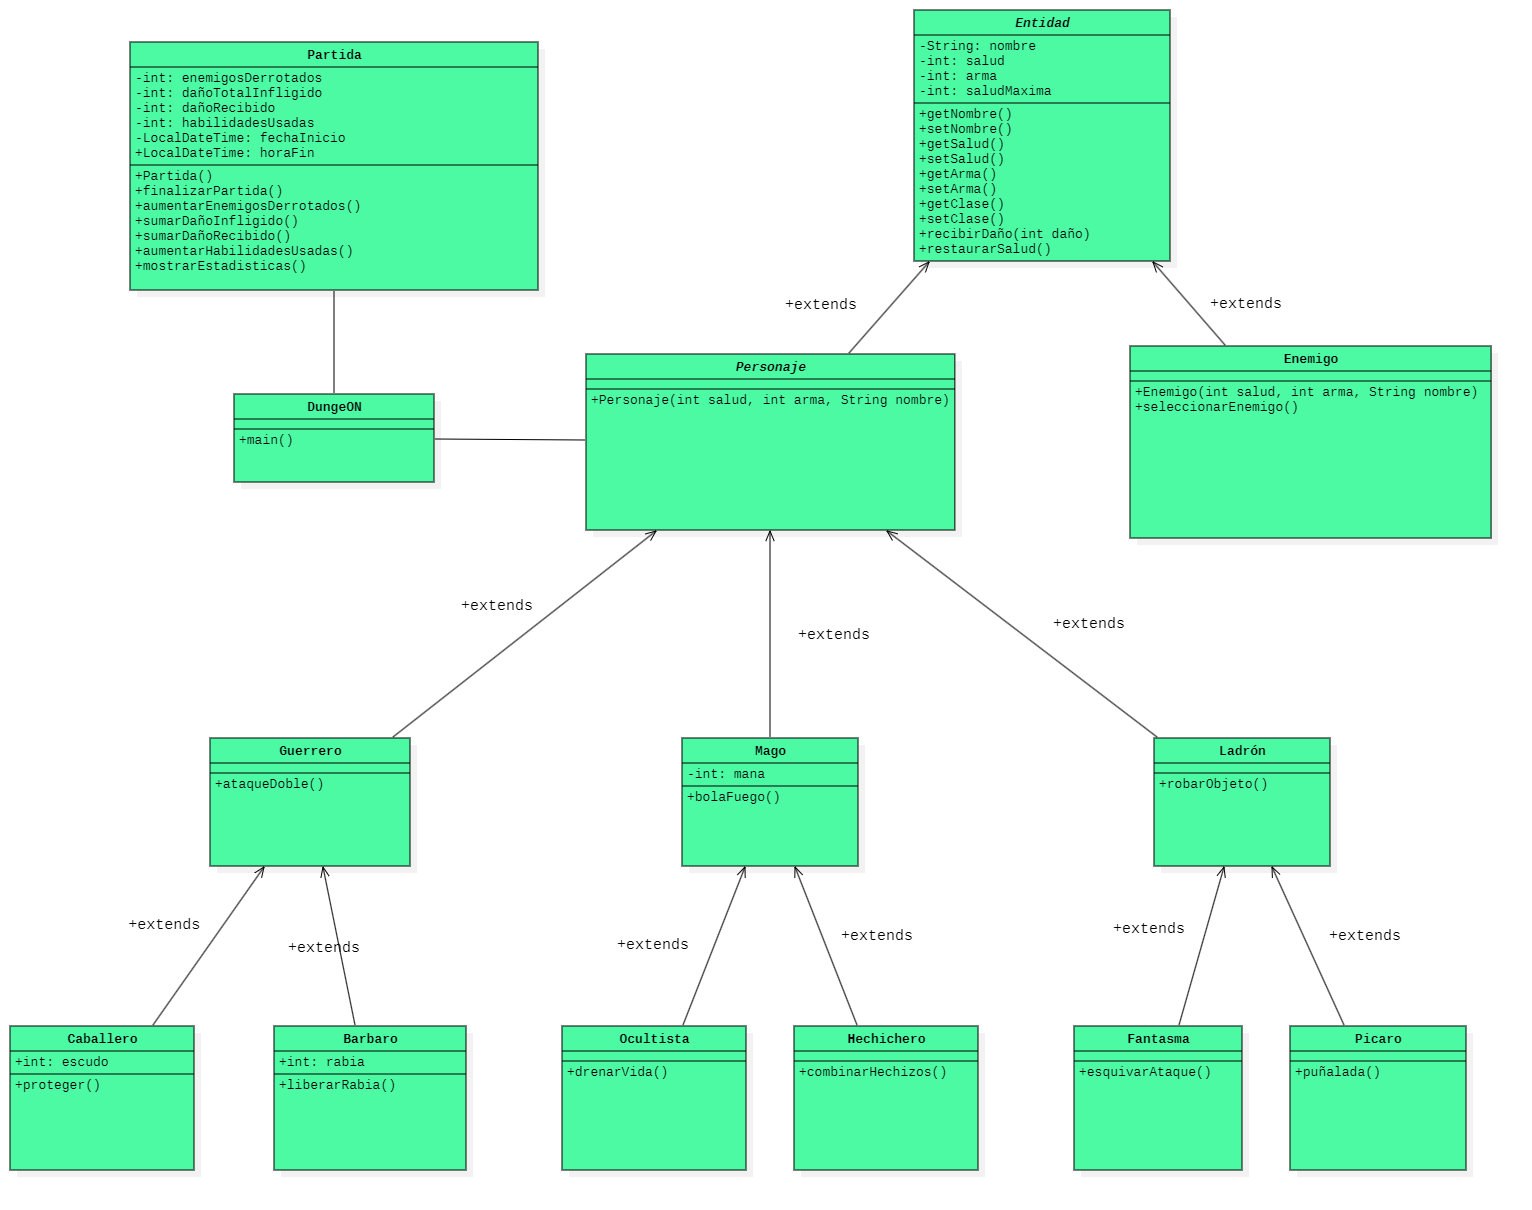 Partida
-int: enemigosDerrotados
-int: dañoTotalInfligido
-int: dañoRecibido
-int: habilidadesUsadas
-LocalDateTime: fechaInicio
+LocalDateTime: horaFin
+Partida()
+finalizarPartida()
+aumentarEnemigosDerrotados()
+sumarDañoInfligido()
+sumarDañoRecibido()
+aumentarHabilidadesUsadas()
+mostrarEstadisticas()
Entidad
-String: nombre
-int: salud
-int: arma
-int: saludMaxima
+getNombre()
+setNombre()
+getSalud()
+setSalud()
+getArma()
+setArma()
+getClase()
+setClase()
+recibirDaño(int daño)
+restaurarSalud()
+extends
+extends
DungeON
+main()
Personaje
+Personaje(int salud, int arma, String nombre)
Enemigo
+Enemigo(int salud, int arma, String nombre)
+seleccionarEnemigo()
+extends
+extends
+extends
Guerrero
+ataqueDoble()
Mago
-int: mana
+bolaFuego()
Ladrón
+robarObjeto()
+extends
+extends
+extends
+extends
+extends
+extends
Caballero
+int: escudo
+proteger()
Barbaro
+int: rabia
+liberarRabia()
Ocultista
+drenarVida()
Hechichero
+combinarHechizos()
Fantasma
+esquivarAtaque()
Picaro
+puñalada()